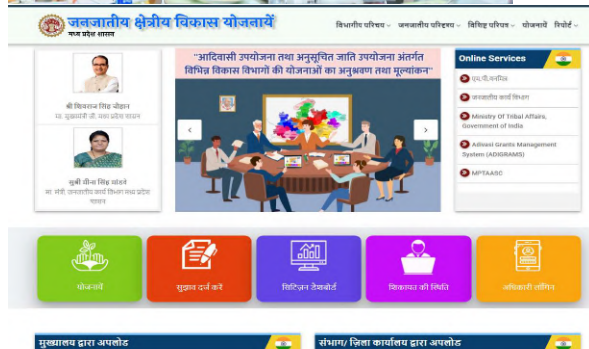 जनजातीय क्षेत्रीय विकास योजनायें
मध्य प्रदेश शासन
विभागीय परिचय
जनजातीय परिदृश्य
विशिष्ट परिपत्र
योजनायें
रिपोर्ट
श्री शिवराज सिंह चौहान
मा. मुख्यमंत्री जी, मध्य प्रदेश शासन
सुश्री मीना सिंह मांडवे
मा. मंत्री, जनजातीय कार्य विभाग मध्य प्रदेश
शासन
"आदिवासी उपयोजना तथा अनुसूचित जाति उपयोजना अंतर्गत
विभिन्न विकास विभागों की योजनाओं का अनुश्रवण तथा मूल्यांकन"
Online Services
एम.पी.वनमित्र
जनजातीय कार्य विभाग
Ministry Of Tribal Affairs,
Government of India
Adivasi Grants Management
System (ADIGRAMS)
MPTAASC
योजनायें
सुझाव दर्ज करें
सिटिज़न डैशबोर्ड
शिकायत की स्थिति
अधिकारी लॉगिन
मुख्यालय द्वारा अपलोड
संभाग/ ज़िला कार्यालय द्वारा अपलोड